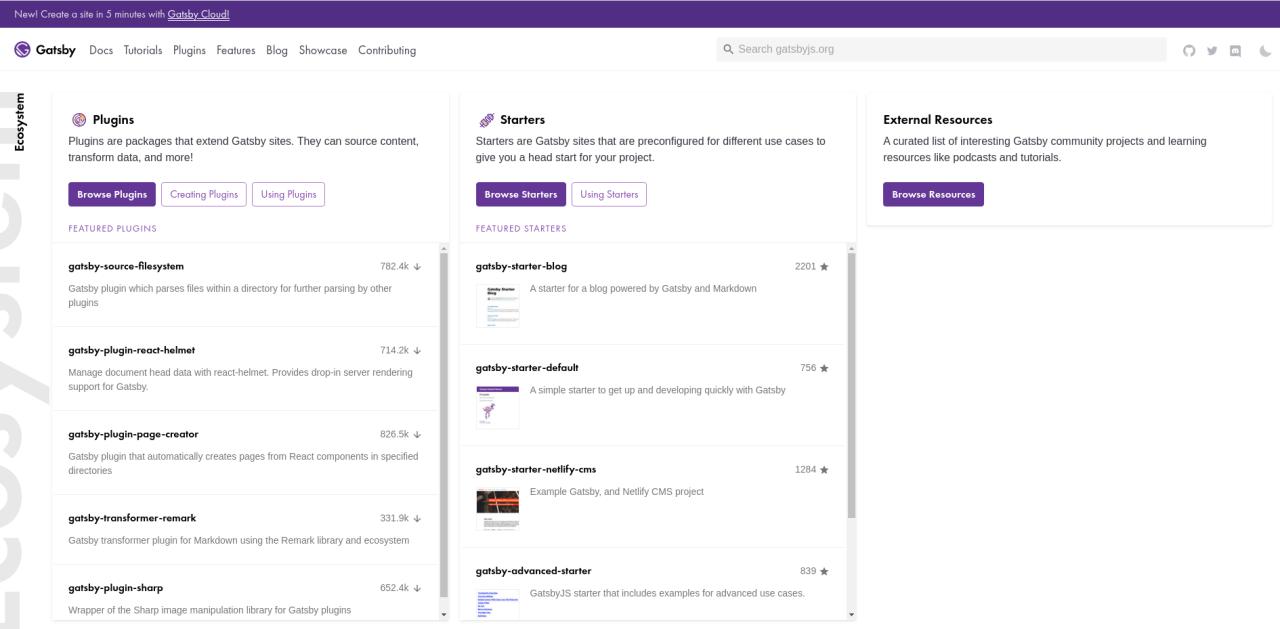 New! Create a site in 5 minutes with Gatsby Cloud!
Gatsby
Docs
Tutorials
Plugins
Features
Blog
Showcase
Contributing
Search gatsbyjs.org
Ecosystem
Plugins
Plugins are packages that extend Gatsby sites. They can source content,
transform data, and more!
Browse Plugins
Creating Plugins
Using Plugins
FEATURED PLUGINS
gatsby-source-filesystem
782.4k
Gatsby plugin which parses files within a directory for further parsing by other
plugins
gatsby-plugin-react-helmet
714.2k
Manage document head data with react-helmet. Provides drop-in server rendering
support for Gatsby.
gatsby-plugin-page-creator
826.5k
Gatsby plugin that automatically creates pages from React components in specified
directories
gatsby-transformer-remark
331.9k
Gatsby transformer plugin for Markdown using the Remark library and ecosystem
gatsby-plugin-sharp
652.4k
Wrapper of the Sharp image manipulation library for Gatsby plugins
Starters
Starters are Gatsby sites that are preconfigured for different use cases to
give you a head start for your project.
Browse Starters
Using Starters
FEATURED STARTERS
gatsby-starter-blog
2201
Gatsby Starter
Blog
A starter for a blog powered by Gatsby and Markdown
gatsby-starter-default
756
A simple starter to get up and developing quickly with Gatsby
gatsby-starter-netlify-cms
1284
Example Gatsby, and Netlify CMS project
gatsby-advanced-starter
839
GatsbyJS starter that includes examples for advanced use cases.
External Resources
A curated list of interesting Gatsby community projects and learning
resources like podcasts and tutorials.
Browse Resources